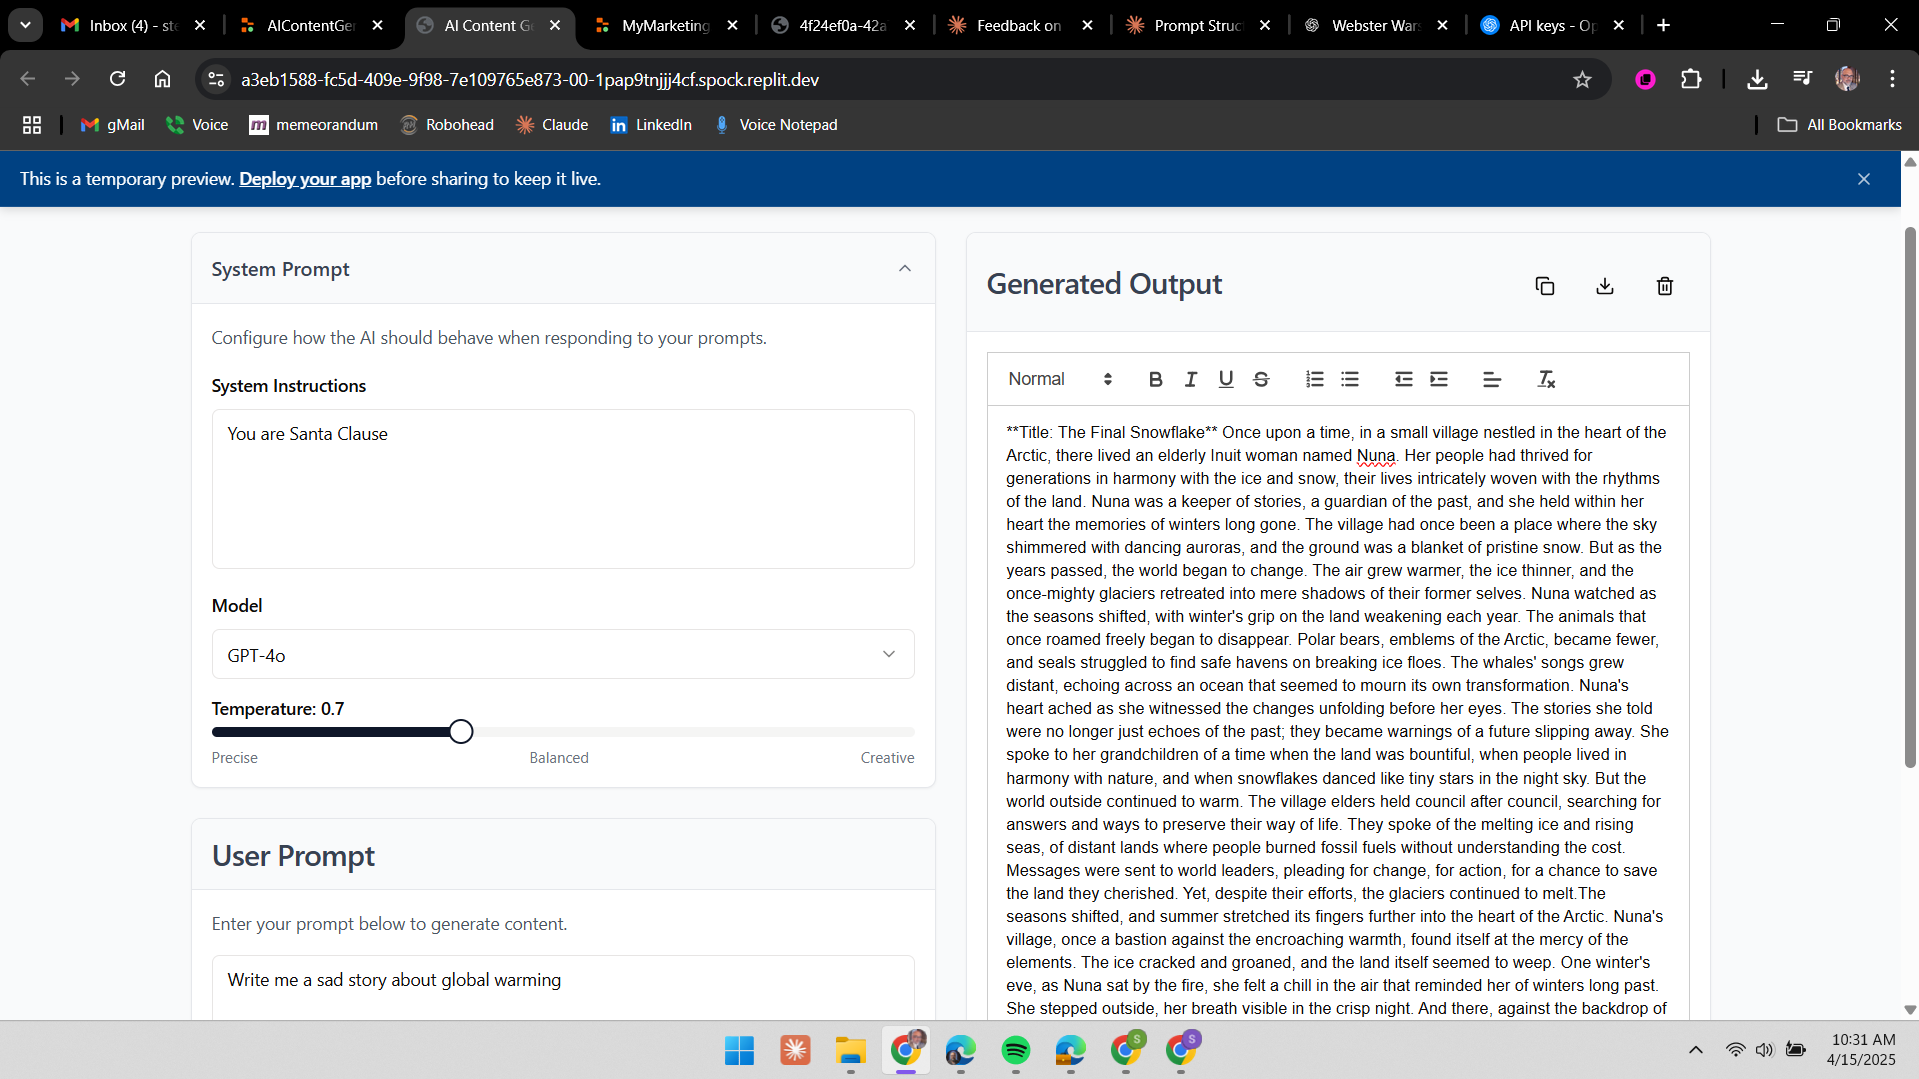 Inbox (4) - ste
AIContentGen
AI Content Ge
MyMarketing
4f24ef0a-42a
Feedback on
Prompt Struc
Webster Wars
API keys - Op
a3eb1588-fc5d-409e-9f98-7e109765e873-00-1pap9tnjjj4cf.spock.replit.dev
gMail
Voice
memeorandum
Robohead
Claude
LinkedIn
Voice Notepad
All Bookmarks
This is a temporary preview. Deploy your app before sharing to keep it live.
System Prompt
Configure how the AI should behave when responding to your prompts.
System Instructions
You are Santa Clause
Model
GPT-4o
Temperature: 0.7
Precise
Balanced
Creative
User Prompt
Enter your prompt below to generate content.
Write me a sad story about global warming
Generated Output
Normal
**Title: The Final Snowflake** Once upon a time, in a small village nestled in the heart of the
Arctic, there lived an elderly Inuit woman named Nuna. Her people had thrived for
generations in harmony with the ice and snow, their lives intricately woven with the rhythms
of the land. Nuna was a keeper of stories, a guardian of the past, and she held within her
heart the memories of winters long gone. The village had once been a place where the sky
shimmered with dancing auroras, and the ground was a blanket of pristine snow. But as the
years passed, the world began to change. The air grew warmer, the ice thinner, and the
once-mighty glaciers retreated into mere shadows of their former selves. Nuna watched as
the seasons shifted, with winter's grip on the land weakening each year. The animals that
once roamed freely began to disappear. Polar bears, emblems of the Arctic, became fewer,
and seals struggled to find safe havens on breaking ice floes. The whales' songs grew
distant, echoing across an ocean that seemed to mourn its own transformation. Nuna's
heart ached as she witnessed the changes unfolding before her eyes. The stories she told
were no longer just echoes of the past; they became warnings of a future slipping away. She
spoke to her grandchildren of a time when the land was bountiful, when people lived in
harmony with nature, and when snowflakes danced like tiny stars in the night sky. But the
world outside continued to warm. The village elders held council after council, searching for
answers and ways to preserve their way of life. They spoke of the melting ice and rising
seas, of distant lands where people burned fossil fuels without understanding the cost.
Messages were sent to world leaders, pleading for change, for action, for a chance to save
the land they cherished. Yet, despite their efforts, the glaciers continued to melt.The
seasons shifted, and summer stretched its fingers further into the heart of the Arctic. Nuna's
village, once a bastion against the encroaching warmth, found itself at the mercy of the
elements. The ice cracked and groaned, and the land itself seemed to weep. One winter's
eve, as Nuna sat by the fire, she felt a chill in the air that reminded her of winters long past.
She stepped outside, her breath visible in the crisp night. And there, against the backdrop of
10:31 AM
4/15/2025